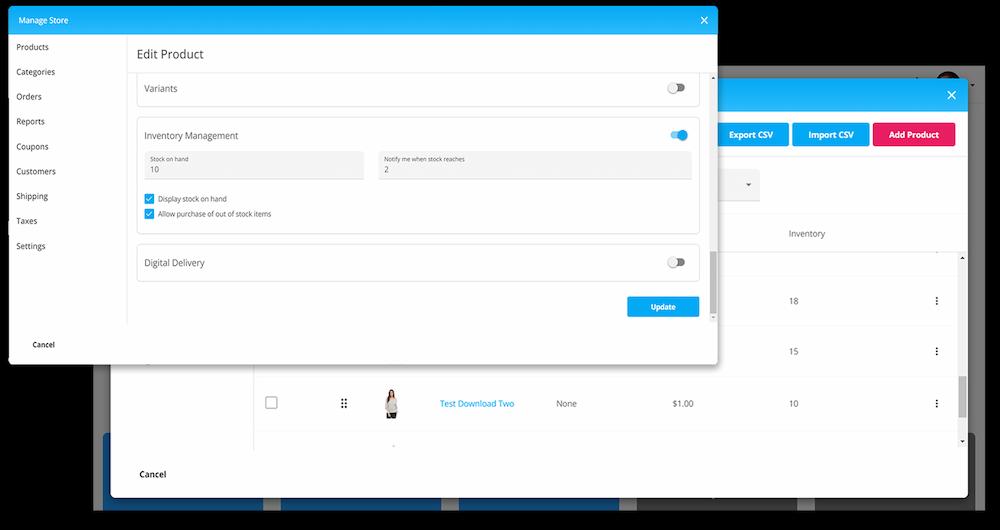 Manage Store
Products
Categories
Orders
Reports
Coupons
Customers
Shipping
Taxes
Settings
Cancel
Edit Product
Variants
Inventory Management
Stock on hand
10
Notify me when stock reaches
2
Display stock on hand
Allow purchase of out of stock items
Digital Delivery
Update
Export CSV
Import CSV
Add Product
Inventory
18
15
Test Download Two None $1.00 10
Cancel